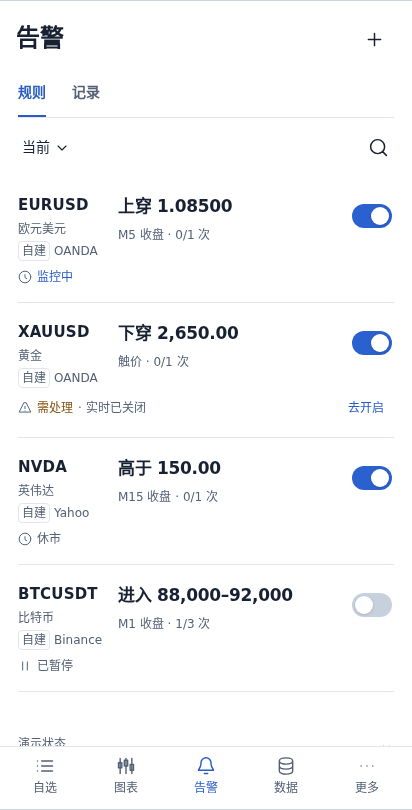 告警
规则 记录
当前
EURUSD
欧元美元
自建 OANDA
监控中
上穿 1.08500
M5 收盘 · 0/1 次
XAUUSD
黄金
自建 OANDA
下穿 2,650.00
触价 · 0/1 次
需处理 · 实时已关闭
去开启
NVDA
英伟达
自建 Yahoo
休市
高于 150.00
M15 收盘 · 0/1 次
BTCUSDT
比特币
自建 Binance
已暂停
进入 88,000–92,000
M1 收盘 · 1/3 次
演示状态
自选 图表 告警 数据 更多